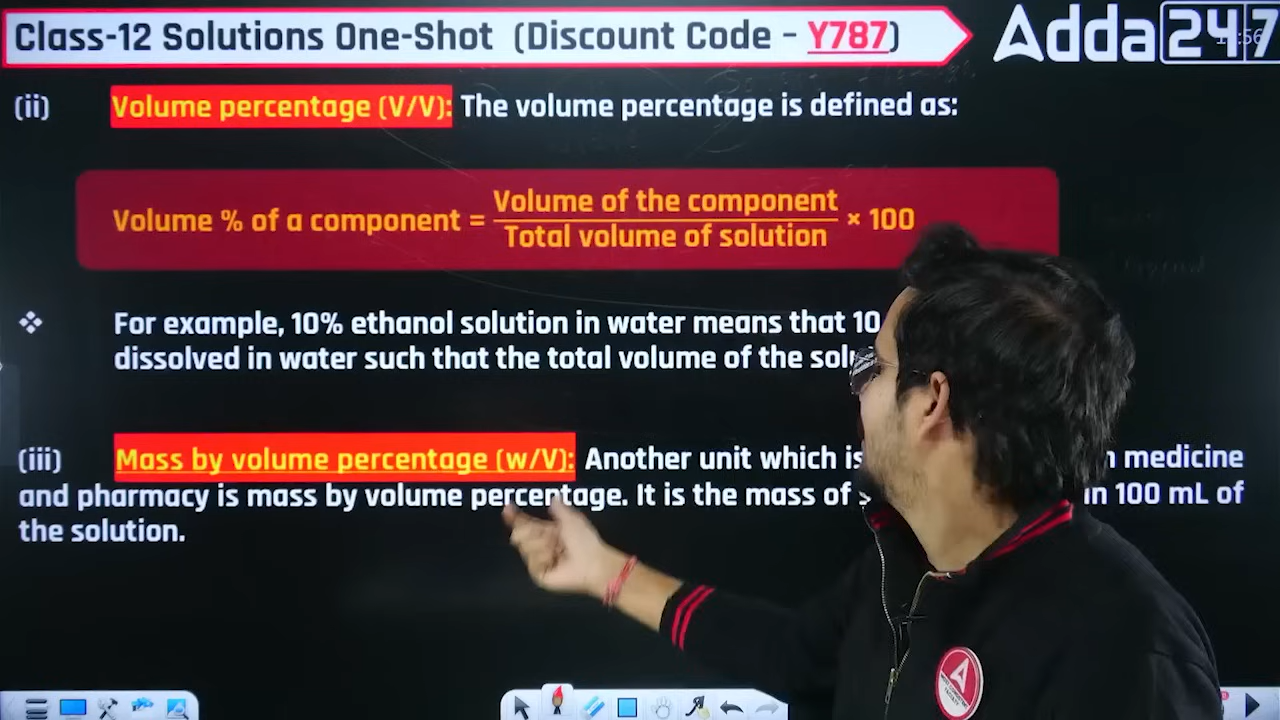 Class-12 Solutions One-Shot (Discount Code - Y787)
Adda 247
(ii) Volume percentage (V/V): The volume percentage is defined as:
Volume % of a component = Volume of the component
Total volume of solution × 100
❖ For example, 10% ethanol solution in water means that 10
dissolved in water such that the total volume of the
(iii) Mass by volume percentage (w/V): Another unit which medicine
and pharmacy is mass by volume percentage. It is the mass of in 100 mL of
the solution.